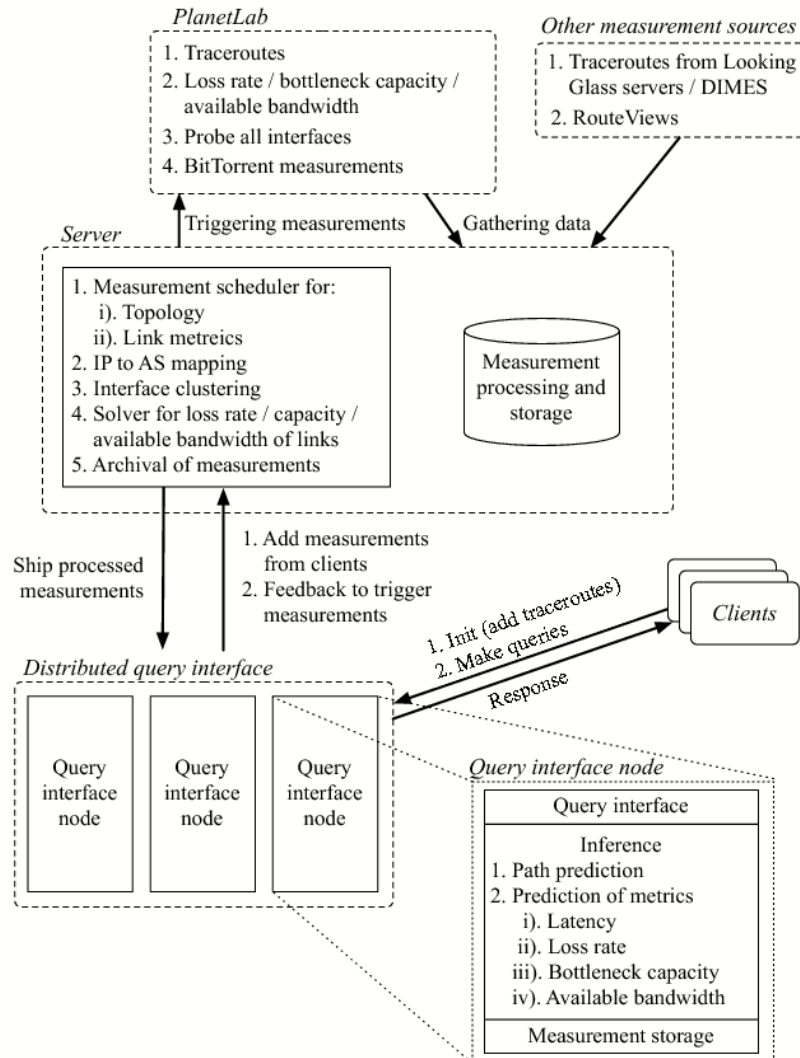 PlanetLab
1. Traceroutes
2. Loss rate / bottleneck capacity /
available bandwidth
3. Probe all interfaces
4. BitTorrent measurements
Other measurement sources
1. Traceroutes from Looking
Glass servers / DIMES
2. RouteViews
Triggering measurements
Gathering data
Server
1. Measurement scheduler for:
i). Topology
ii). Link metreics
2. IP to AS mapping
3. Interface clustering
4. Solver for loss rate / capacity /
available bandwidth of links
5. Archival of measurements
Measurement
processing and
storage
Ship processed
measurements
1. Add measurements
from clients
2. Feedback to trigger
measurements
1. Init (add traceroutes)
2. Make queries
Response
Clients
Distributed query interface
Query
interface
node
Query
interface
node
Query
interface
node
Query interface node
Query interface
Inference
1. Path prediction
2. Prediction of metrics
i). Latency
ii). Loss rate
iii). Bottleneck capacity
iv). Available bandwidth
Measurement storage